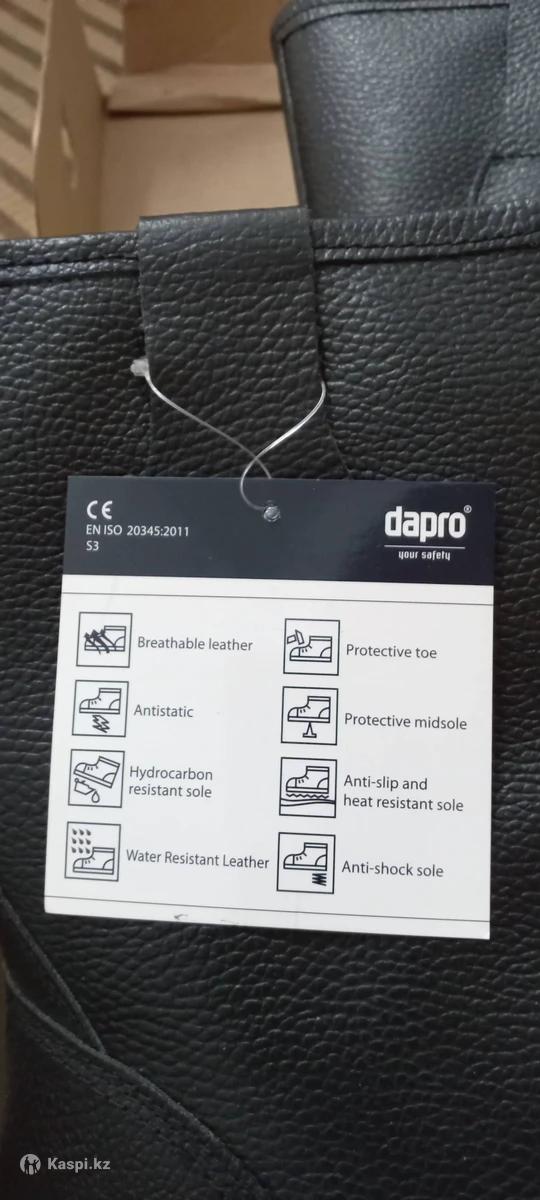 CE
EN ISO 20345:2011
S3
dapro®
your safety
Breathable leather
Protective toe
Antistatic
Protective midsole
Hydrocarbon
resistant sole
Anti-slip and
heat resistant sole
Water Resistant Leather
Anti-shock sole
Kaspi.kz